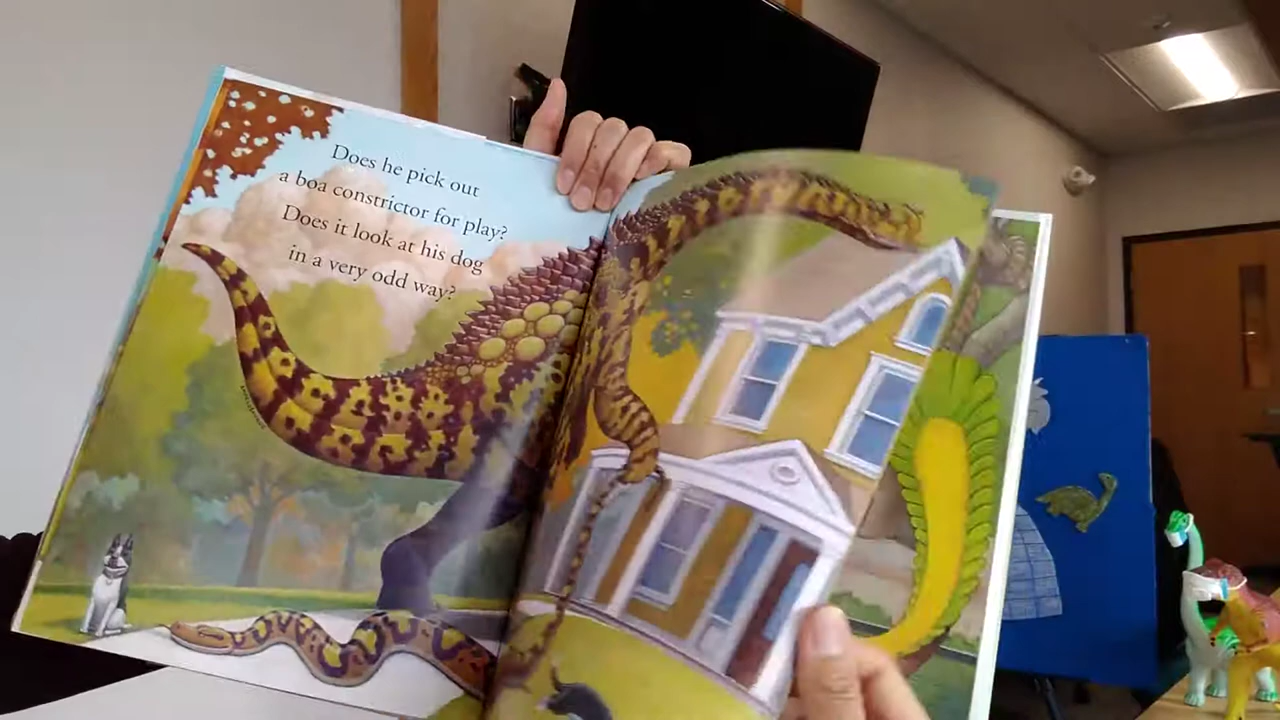 Does he pick out
a boa constrictor for play?
Does it look at his dog
in a very odd way?